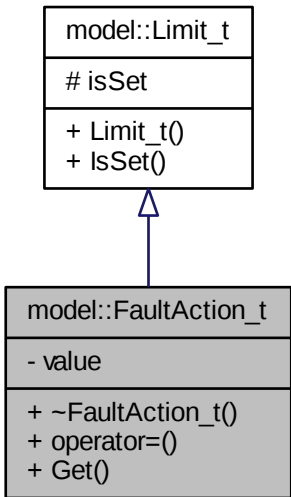 model::Limit_t
# isSet
+ Limit_t()
+ IsSet()
model::FaultAction_t
- value
+ ~FaultAction_t()
+ operator=()
+ Get()